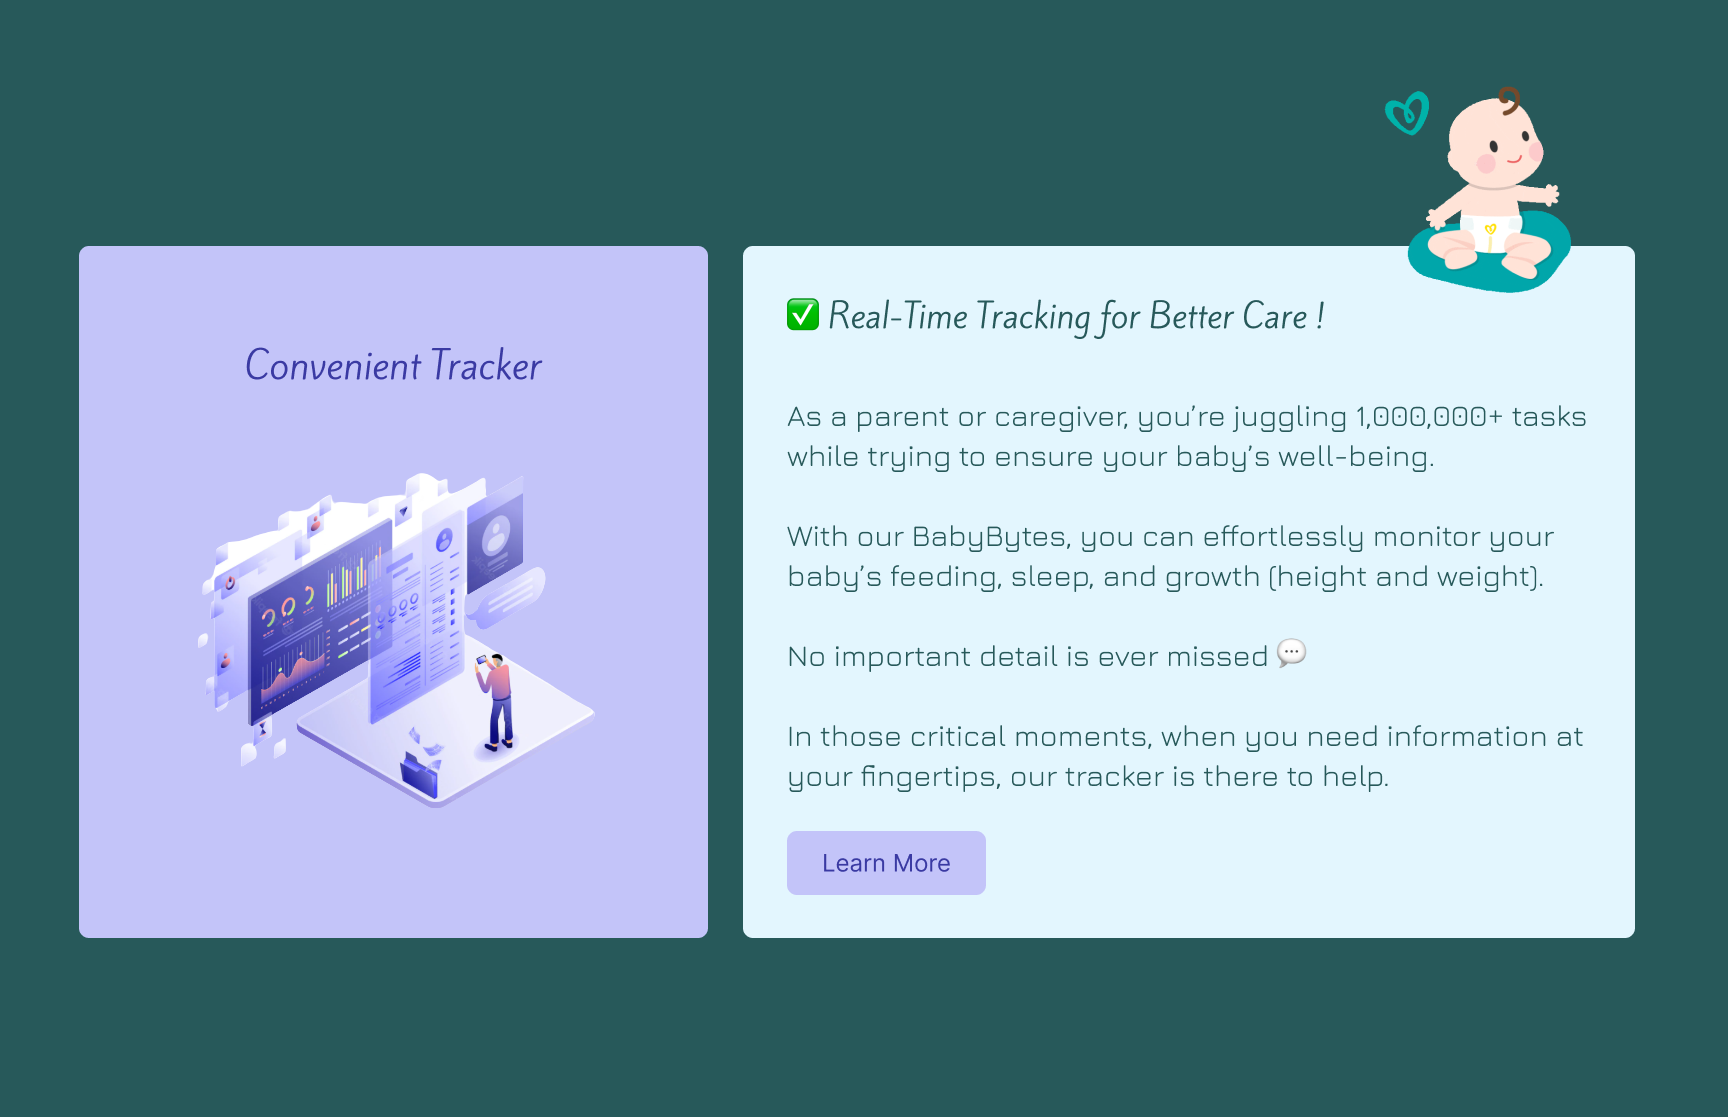 Convenient Tracker
✅ Real-Time Tracking for Better Care !
As a parent or caregiver, you’re juggling 1,000,000+ tasks
while trying to ensure your baby’s well-being.
With our BabyBytes, you can effortlessly monitor your
baby’s feeding, sleep, and growth (height and weight).
No important detail is ever missed 💬
In those critical moments, when you need information at
your fingertips, our tracker is there to help.
Learn More